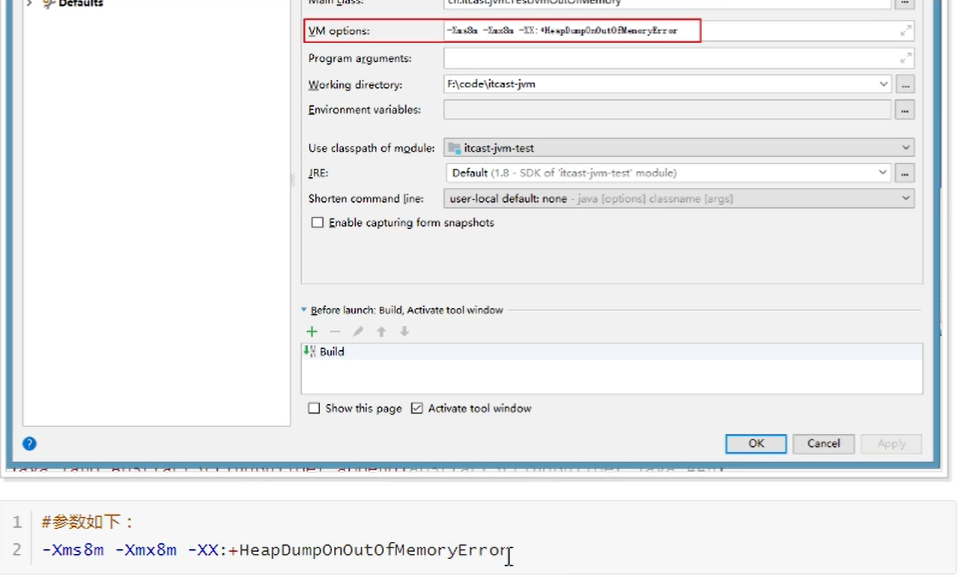 Defaults
Main class: cn.itcast.jvm.TestJvmOutOfMemory
VM options: -Xms8m -Xmx8m -XX:+HeapDumpOnOutOfMemoryError
Program arguments:
Working directory: F:\code\itcast-jvm
Environment variables:
Use classpath of module: itcast-jvm-test
JRE: Default (1.8 - SDK of 'itcast-jvm-test' module)
Shorten command line: user-local default: none - java [options] classname [args]
Enable capturing form snapshots
Before launch: Build, Activate tool window
Build
Show this page Activate tool window
OK Cancel Apply
1 #参数如下：
2 -Xms8m -Xmx8m -XX:+HeapDumpOnOutOfMemoryError